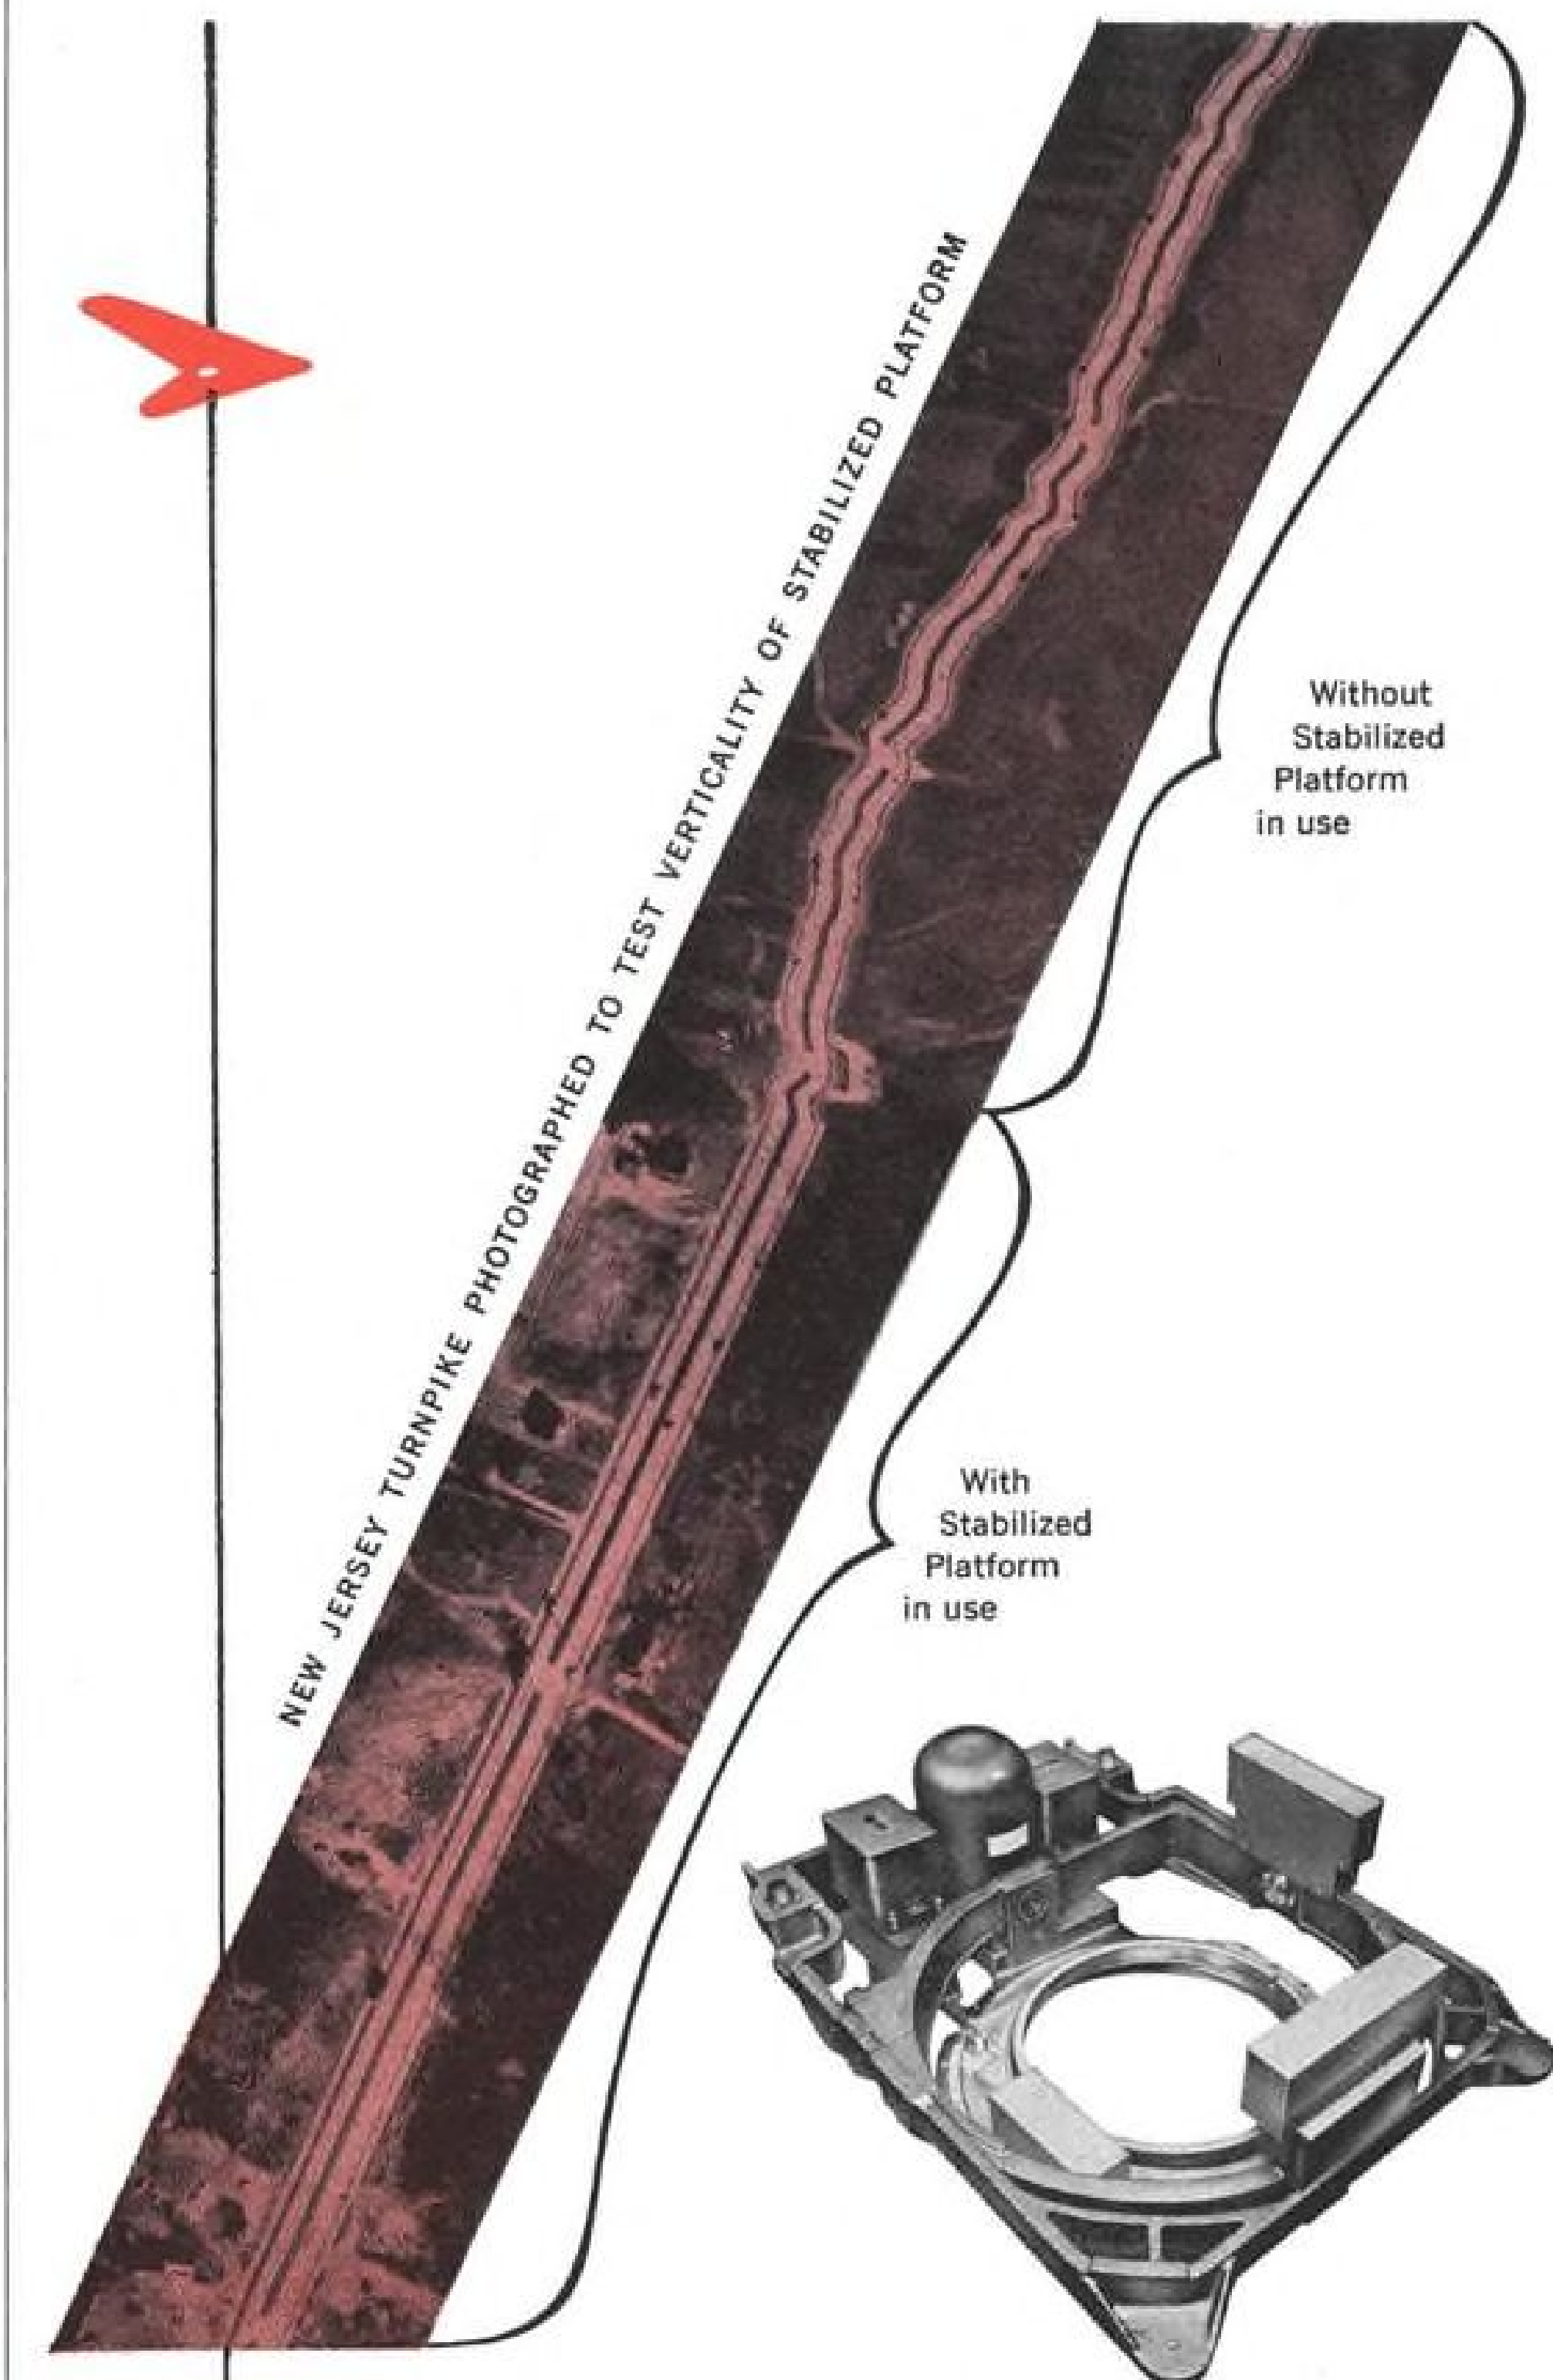 NEW JERSEY TURNPIKE PHOTOGRAPHED TO TEST VERTICALITY OF STABILIZED PLATFORM
Without
Stabilized
Platform
in use
With
Stabilized
Platform
in use